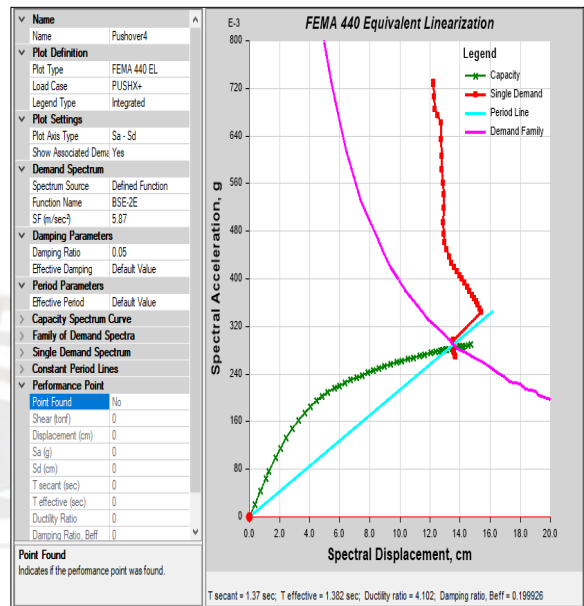 Name
Name Pushover4
Plot Definition
Plot Type FEMA 440 EL
Load Case PUSHX+
Legend Type Integrated
Plot Settings
Plot Axis Type Sa - Sd
Show Associated Dema Yes
Demand Spectrum
Spectrum Source Defined Function
Function Name BSE-2E
SF (m/sec²) 5.87
Damping Parameters
Damping Ratio 0.05
Effective Damping Default Value
Period Parameters
Effective Period Default Value
Capacity Spectrum Curve
Family of Demand Spectra
Single Demand Spectrum
Constant Period Lines
Performance Point
Point Found No
Shear (tonf) 0
Displacement (cm) 0
Sa (g) 0
Sd (cm) 0
T secant (sec) 0
T effective (sec) 0
Ductility Ratio 0
Damping Ratio, Beff 0
Point Found
Indicates if the performance point was found.
E-3
FEMA 440 Equivalent Linearization
800
720
640
560
480
400
320
240
160
80
0
Spectral Acceleration, g
Legend
Capacity
Single Demand
Period Line
Demand Family
0.0 2.0 4.0 6.0 8.0 10.0 12.0 14.0 16.0 18.0 20.0
Spectral Displacement, cm
T secant = 1.37 sec; T effective = 1.382 sec; Ductility ratio = 4.102; Damping ratio, Beff = 0.199926